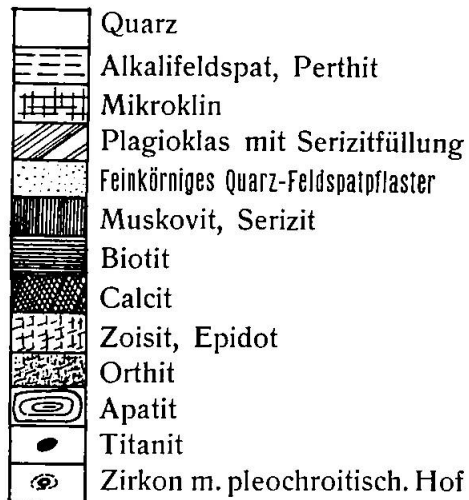 Quarz
Alkalifeldspat, Perthit
Mikroklin
Plagioklas mit Serizitfüllung
Feinkörniges Quarz-Feldspatpflaster
Muskovit, Serizit
Biotit
Calcit
Zoisit, Epidot
Orthit
Apatit
Titanit
Zirkon m. pleochroitisch. Hof